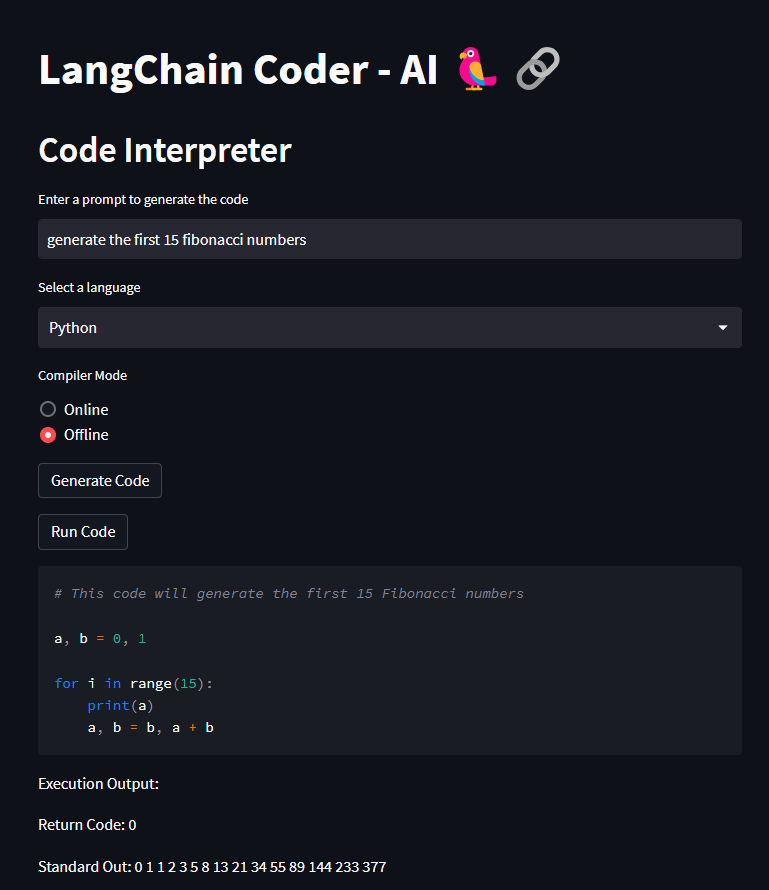 LangChain Coder - AI 🦜 🔗
Code Interpreter
Enter a prompt to generate the code
generate the first 15 fibonacci numbers
Select a language
Python
Compiler Mode
Online
Offline
Generate Code
Run Code
# This code will generate the first 15 Fibonacci numbers
a, b = 0, 1
for i in range(15):
    print(a)
    a, b = b, a + b
Execution Output:
Return Code: 0
Standard Out: 0 1 1 2 3 5 8 13 21 34 55 89 144 233 377